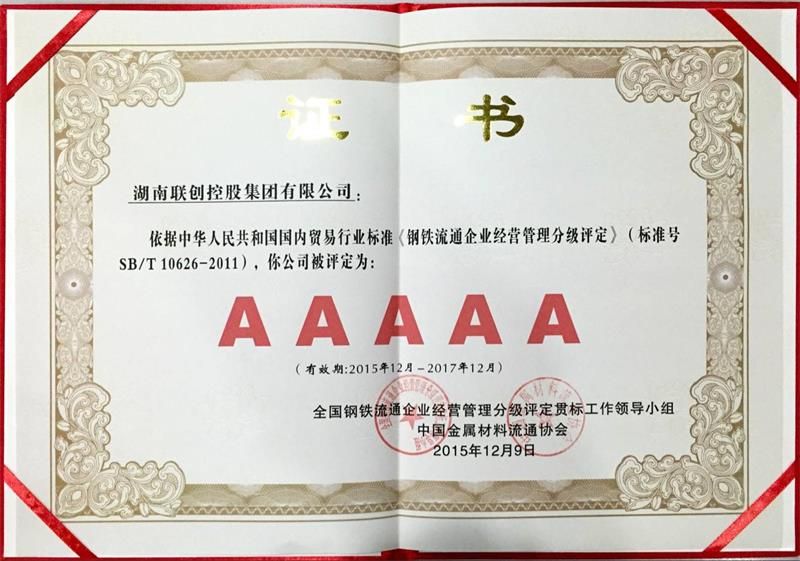 证书
湖南联创控股集团有限公司：
依据中华人民共和国国内贸易行业标准《钢铁流通企业经营管理分级评定》（标准号
SB/T 10626-2011），你公司被评定为：
AAAAA
（有效期:2015年12月-2017年12月）
全国钢铁流通企业经营管理分级评定贯标工作领导小组
中国金属材料流通协会
2015年12月9日